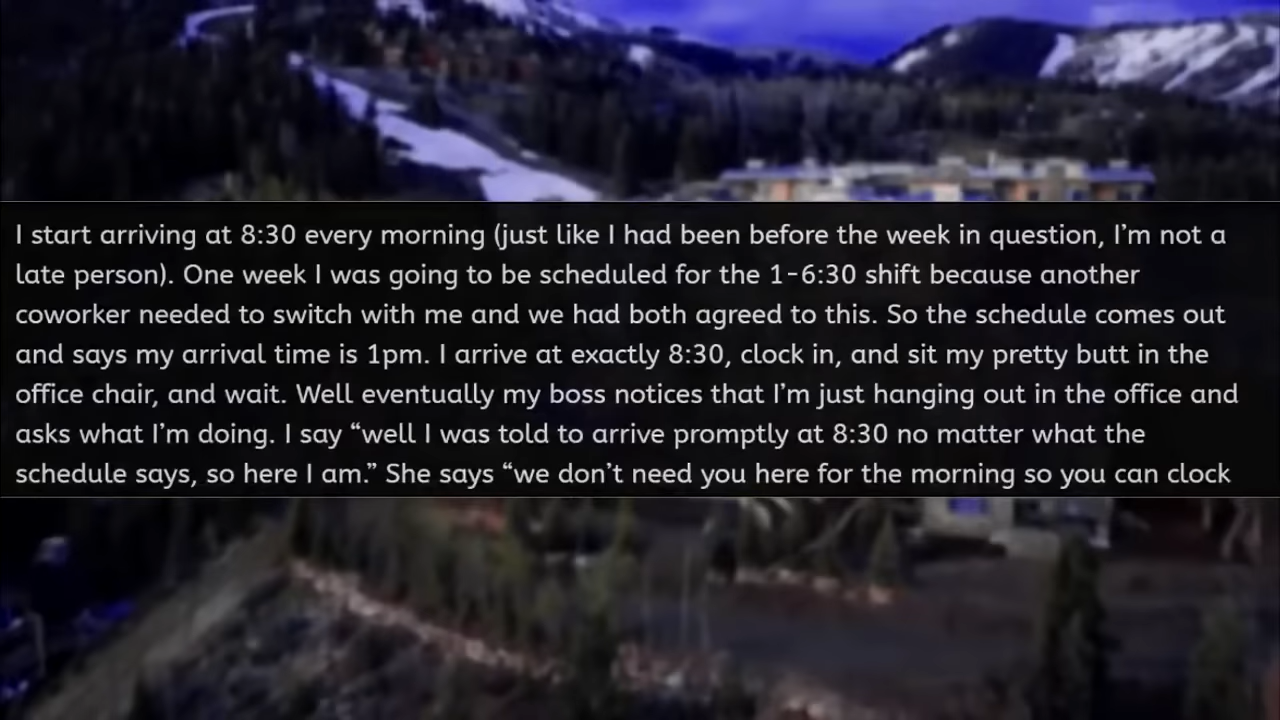 I start arriving at 8:30 every morning (just like I had been before the week in question, I’m not a
late person). One week I was going to be scheduled for the 1-6:30 shift because another
coworker needed to switch with me and we had both agreed to this. So the schedule comes out
and says my arrival time is 1pm. I arrive at exactly 8:30, clock in, and sit my pretty butt in the
office chair, and wait. Well eventually my boss notices that I’m just hanging out in the office and
asks what I’m doing. I say “well I was told to arrive promptly at 8:30 no matter what the
schedule says, so here I am.” She says “we don’t need you here for the morning so you can clock